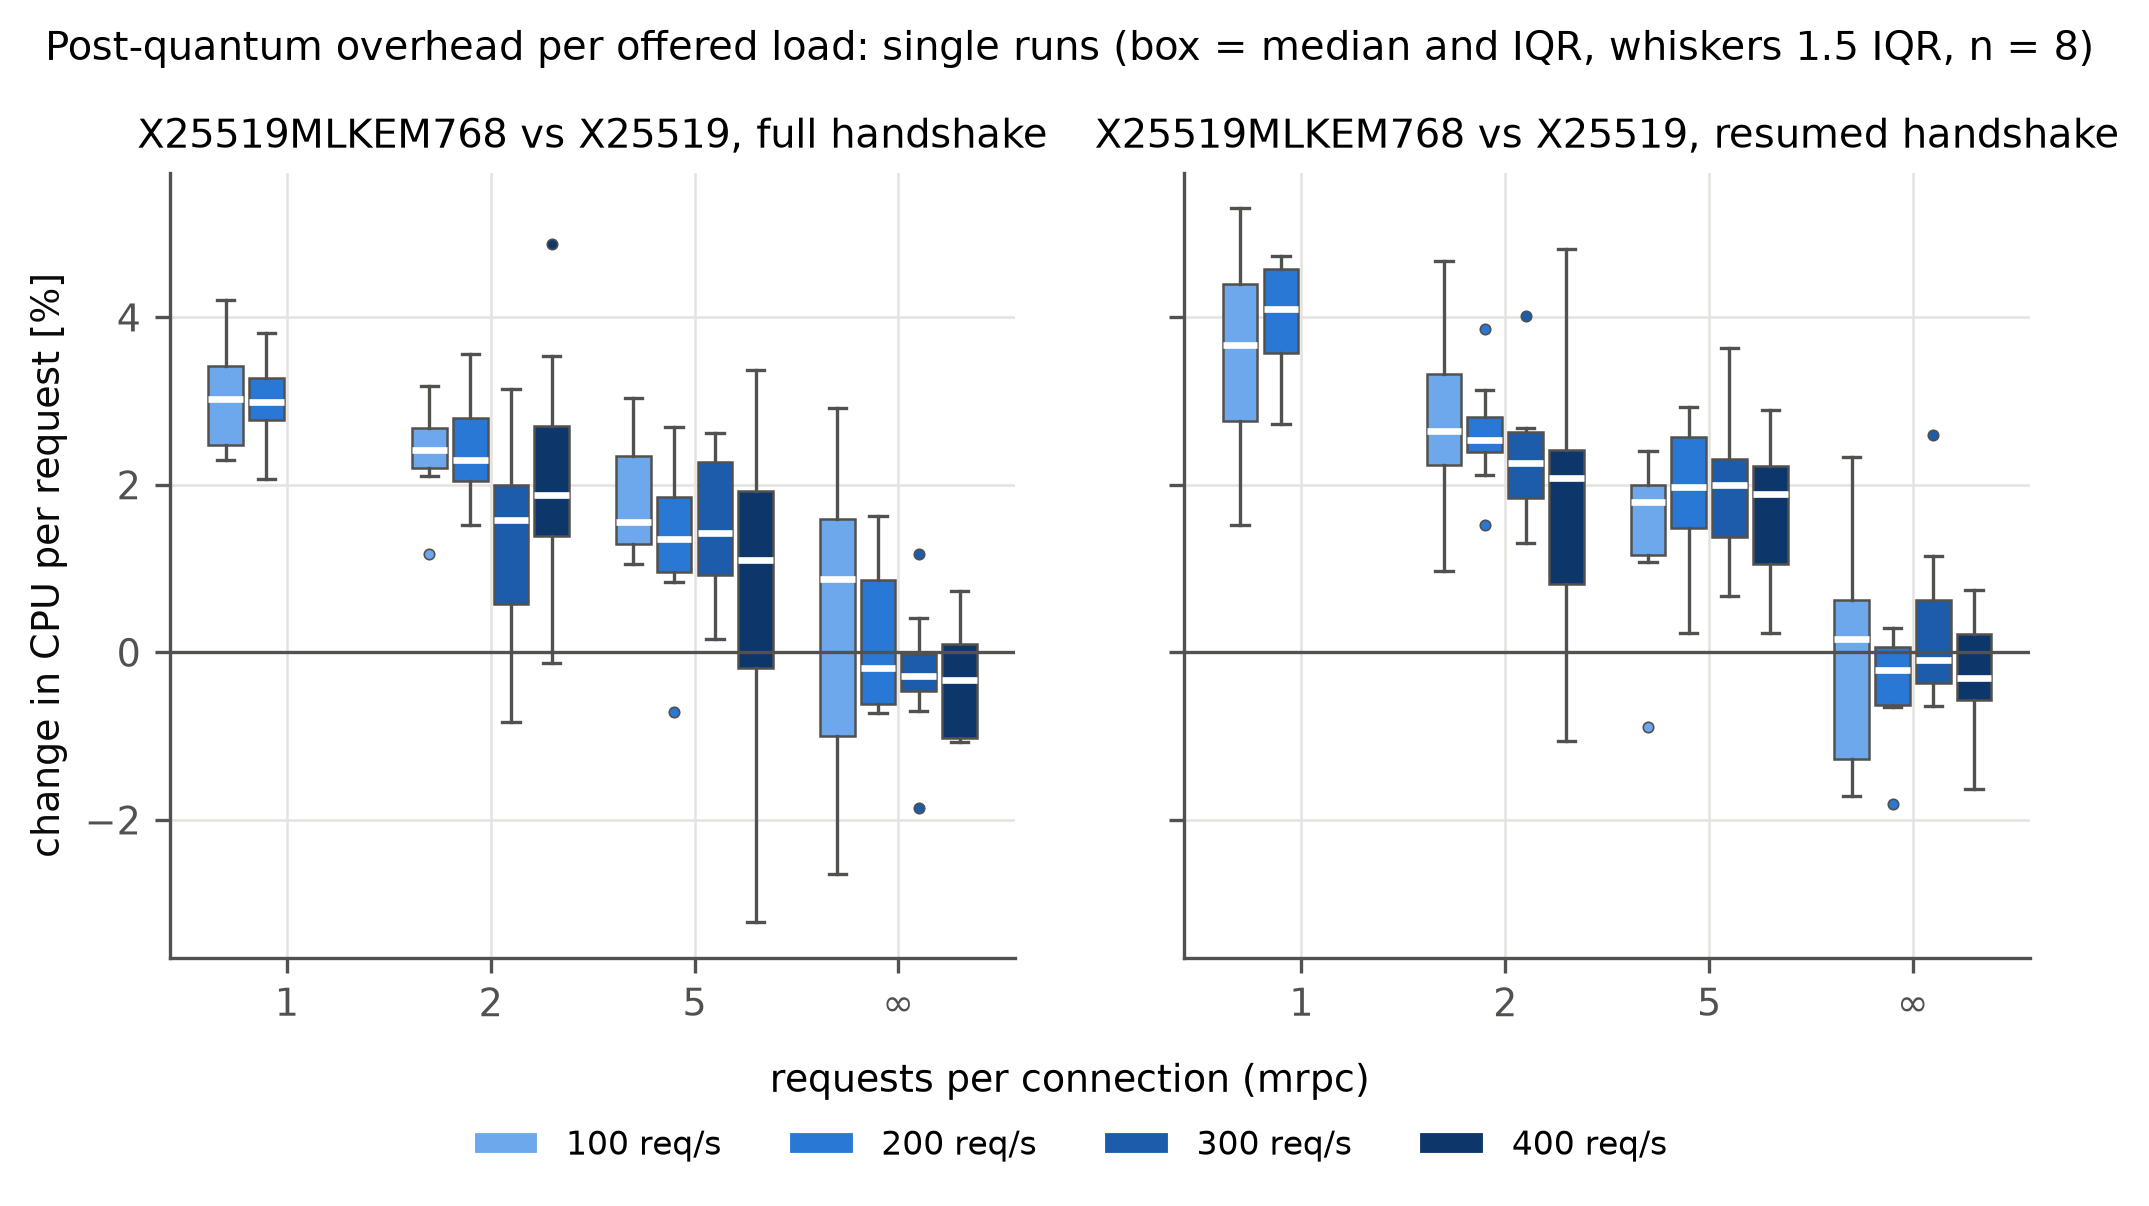 Post-quantum overhead per offered load: single runs (box = median and IQR, whiskers 1.5 IQR, n = 8)
X25519MLKEM768 vs X25519, full handshake
X25519MLKEM768 vs X25519, resumed handshake
change in CPU per request [%]
4
2
0
−2
1 2 5 ∞
1 2 5 ∞
requests per connection (mrpc)
100 req/s 200 req/s 300 req/s 400 req/s